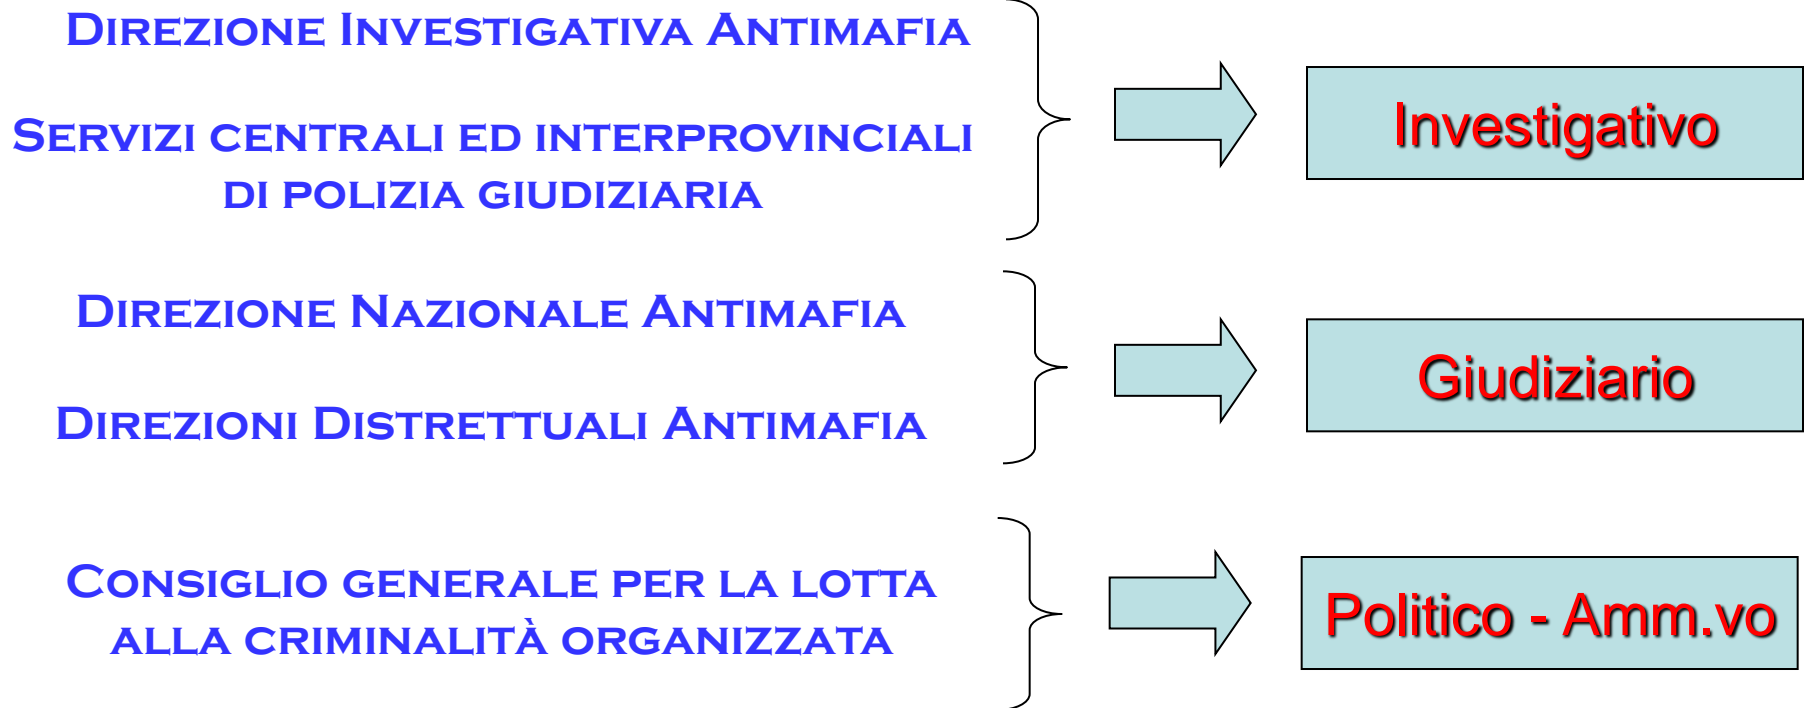 Direzione Investigativa Antimafia
Investigativo
Servizi centrali ed interprovinciali
di polizia giudiziaria
Direzione Nazionale Antimafia
Giudiziario
Direzioni Distrettuali Antimafia
Consiglio generale per la lotta
alla criminalità organizzata
Politico - Amm.vo